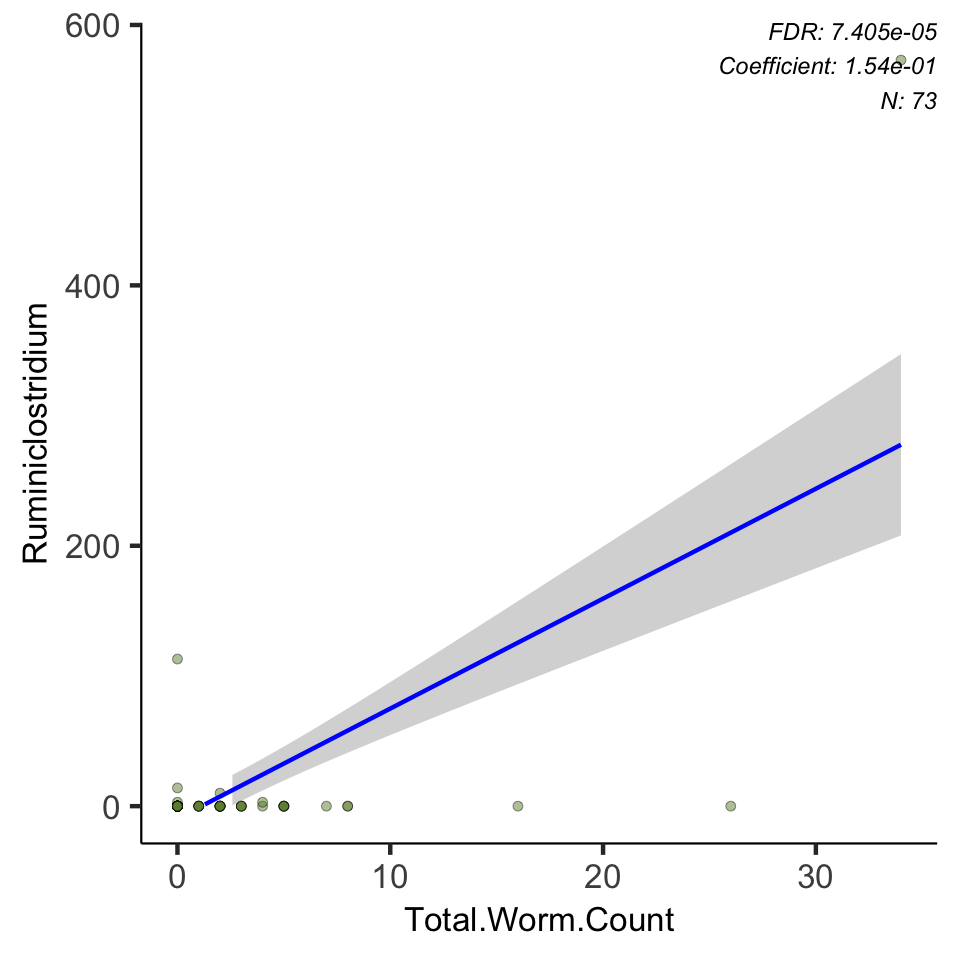 FDR: 7.405e-05
Coefficient: 1.54e-01
N: 73
600
400
200
0
Ruminiclostridium
0 10 20 30
Total.Worm.Count